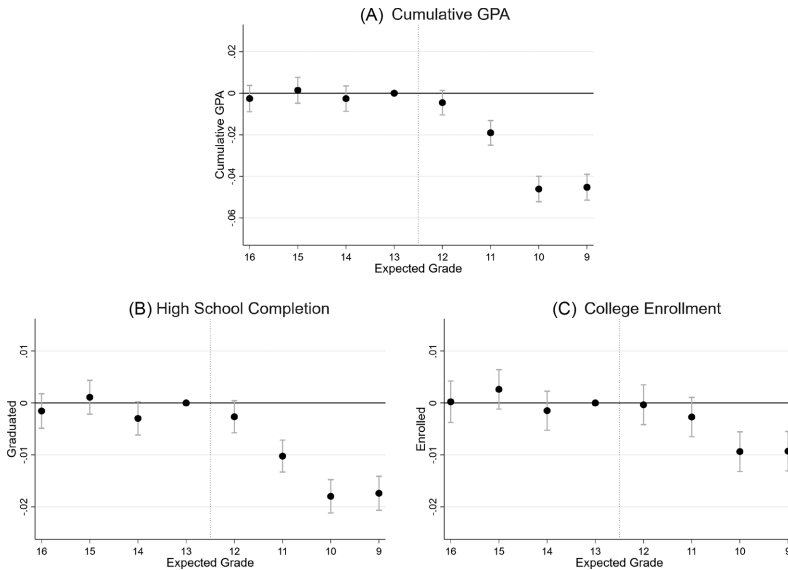 (A) Cumulative GPA
.02
0
-.02
-.04
-.06
Cumulative GPA
16 15 14 13 12 11 10 9
Expected Grade
(B) High School Completion
.01
0
-.01
-.02
Graduated
16 15 14 13 12 11 10 9
Expected Grade
(C) College Enrollment
.01
0
-.01
-.02
Enrolled
16 15 14 13 12 11 10 9
Expected Grade